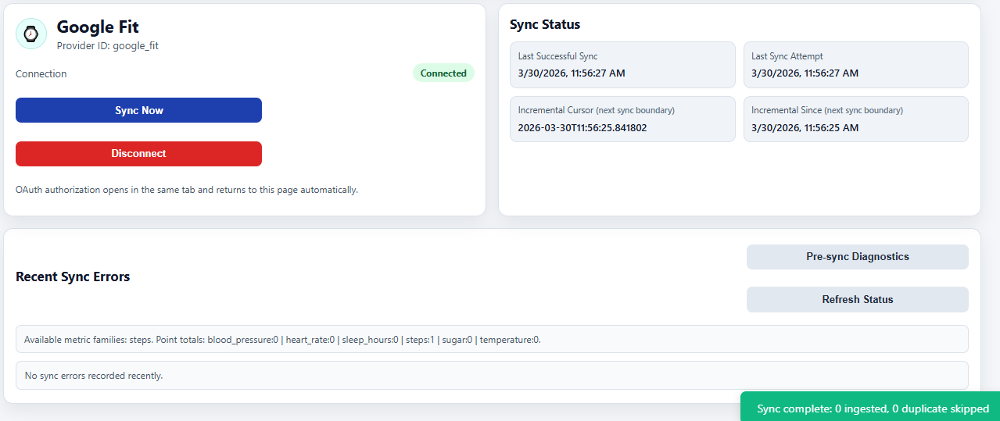 Google Fit
Provider ID: google_fit
Connection
Connected
Sync Now
Disconnect
OAuth authorization opens in the same tab and returns to this page automatically.
Sync Status
Last Successful Sync
3/30/2026, 11:56:27 AM
Last Sync Attempt
3/30/2026, 11:56:27 AM
Incremental Cursor (next sync boundary)
2026-03-30T11:56:25.841802
Incremental Since (next sync boundary)
3/30/2026, 11:56:25 AM
Recent Sync Errors
Pre-sync Diagnostics
Refresh Status
Available metric families: steps. Point totals: blood_pressure:0 | heart_rate:0 | sleep_hours:0 | steps:1 | sugar:0 | temperature:0.
No sync errors recorded recently.
Sync complete: 0 ingested, 0 duplicate skipped